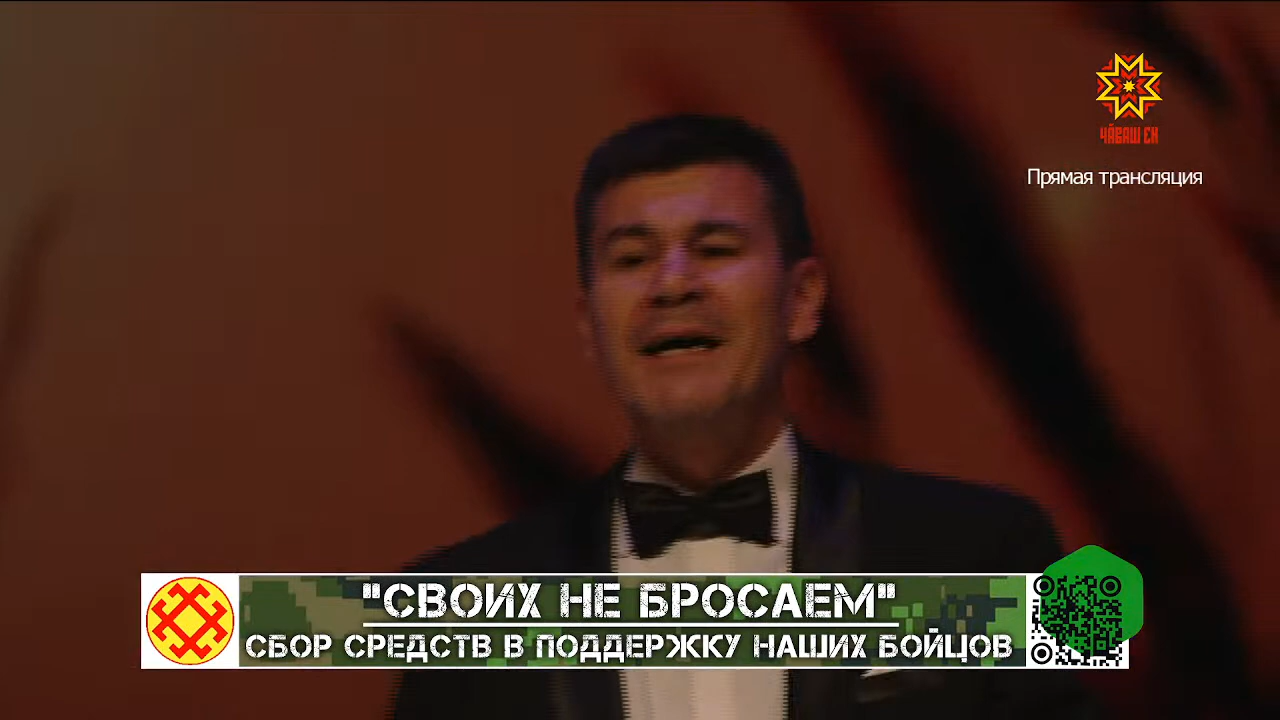 ЧӐВАШ ЕН
Прямая трансляция
"СВОИХ НЕ БРОСАЕМ"
СБОР СРЕДСТВ В ПОДДЕРЖКУ НАШИХ БОЙЦОВ